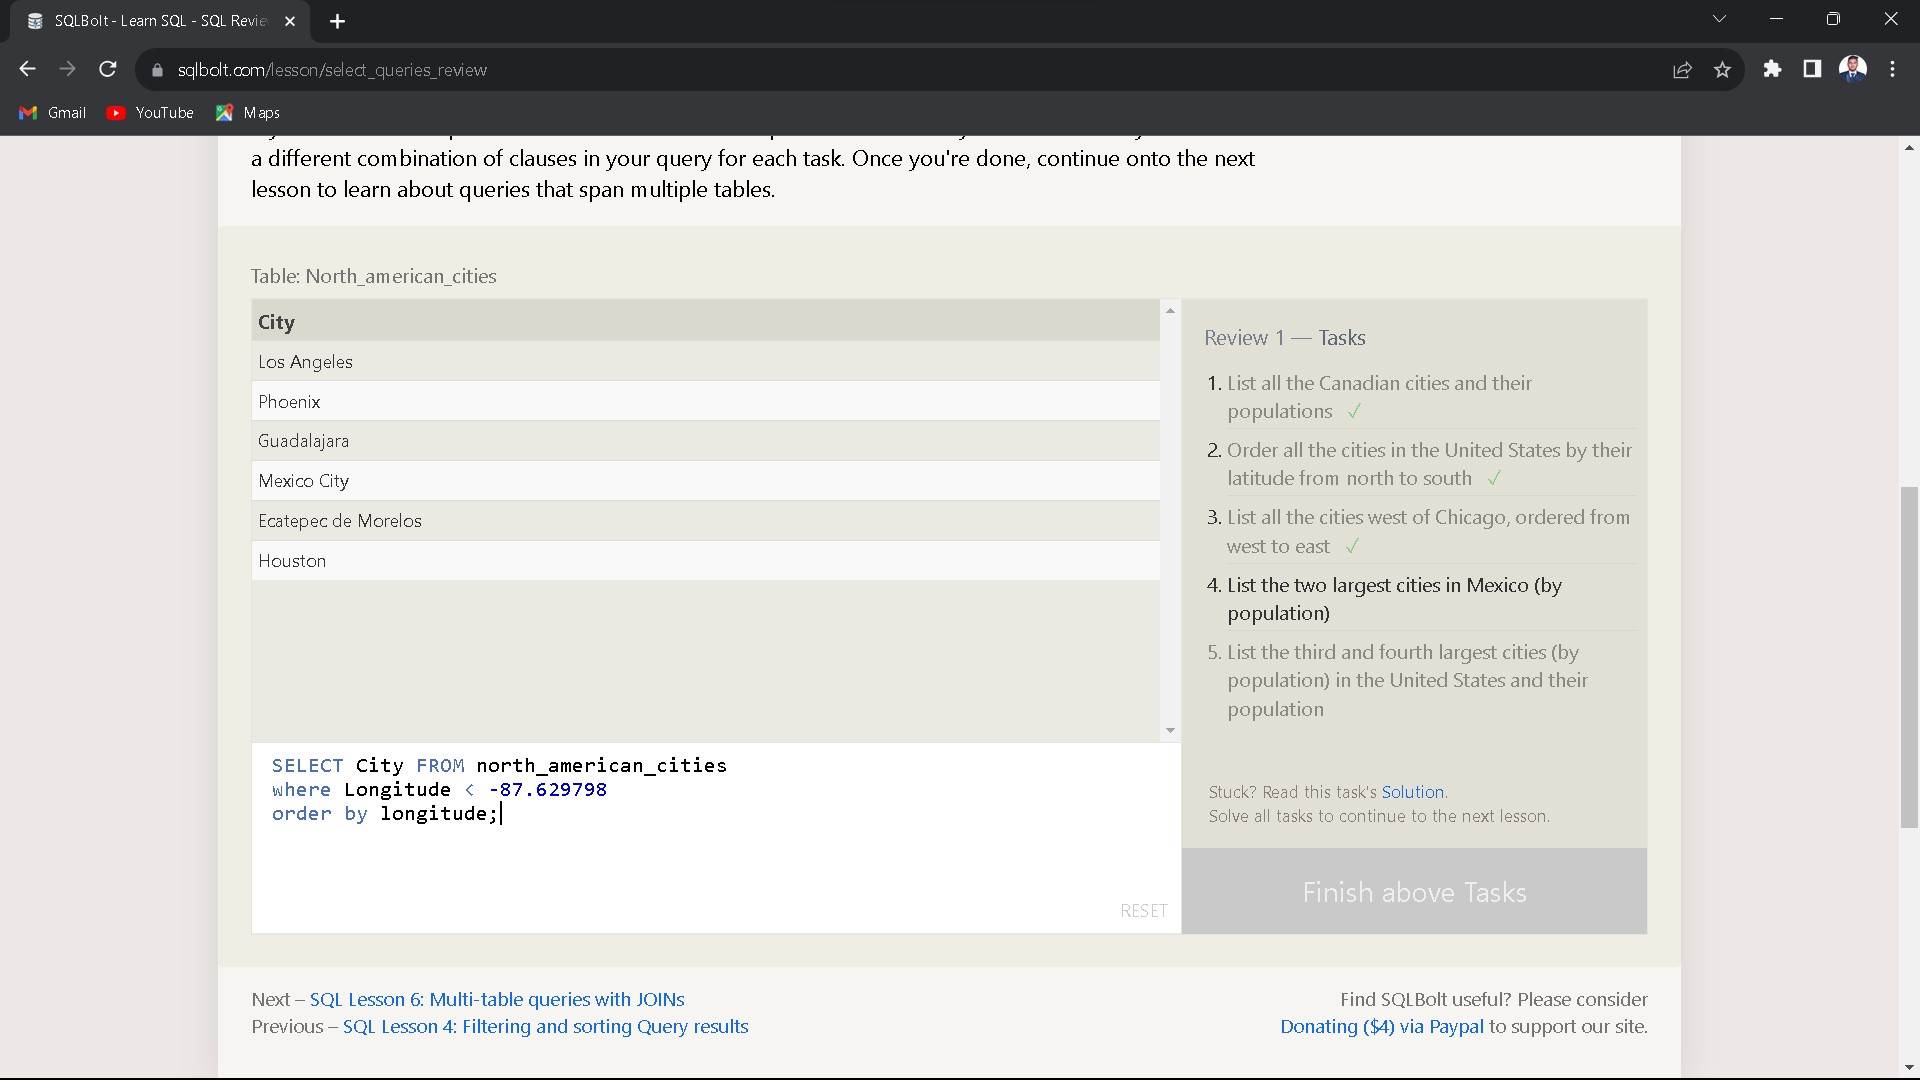 SQLBolt - Learn SQL - SQL Revie
sqlbolt.com/lesson/select_queries_review
Gmail
YouTube
Maps
a different combination of clauses in your query for each task. Once you're done, continue onto the next
lesson to learn about queries that span multiple tables.
Table: North_american_cities
City
Los Angeles
Phoenix
Guadalajara
Mexico City
Ecatepec de Morelos
Houston
SELECT City FROM north_american_cities
where Longitude < -87.629798
order by longitude;
RESET
Review 1 — Tasks
1. List all the Canadian cities and their
populations ✓
2. Order all the cities in the United States by their
latitude from north to south ✓
3. List all the cities west of Chicago, ordered from
west to east ✓
4. List the two largest cities in Mexico (by
population)
5. List the third and fourth largest cities (by
population) in the United States and their
population
Stuck? Read this task's Solution.
Solve all tasks to continue to the next lesson.
Finish above Tasks
Next – SQL Lesson 6: Multi-table queries with JOINs
Previous – SQL Lesson 4: Filtering and sorting Query results
Find SQLBolt useful? Please consider
Donating ($4) via Paypal to support our site.